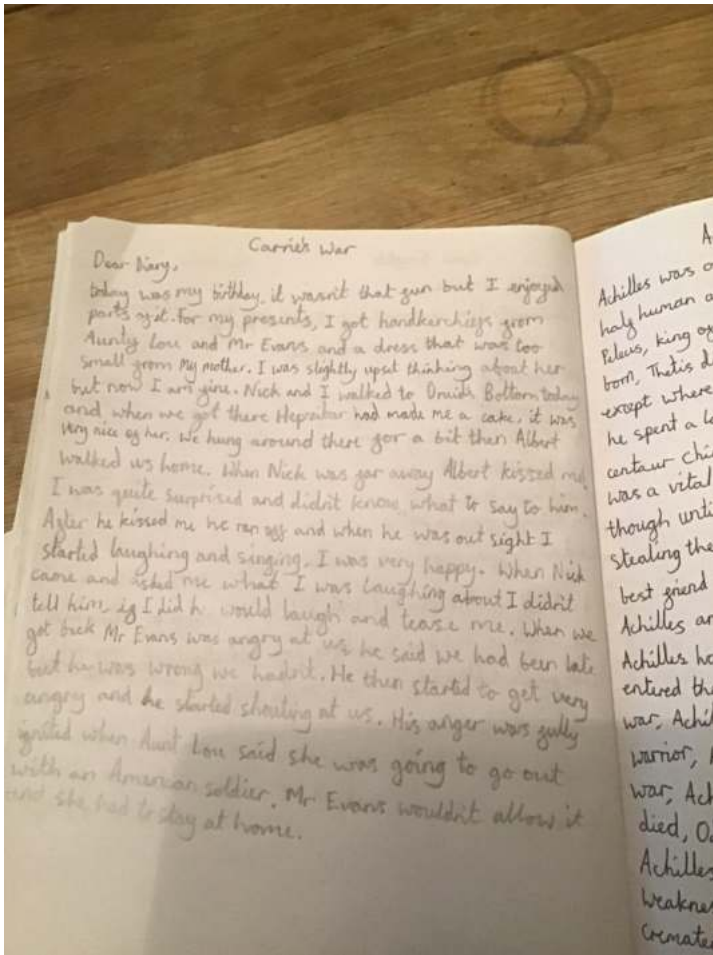 Carrie's War
Dear Diary,
today was my birthday, it wasn't that fun but I enjoyed
parts of it. For my presents, I got handkerchiefs from
Aunty Lou and Mr Evans and a dress that was too
small from My mother. I was slightly upset thinking about her
but now I am fine. Nick and I walked to Druids Bottom today
and when we got there Hepzibar had made me a cake, it was
very nice of her. We hung around there for a bit then Albert
walked us home. When Nick was far away Albert kissed me,
I was quite surprised and didn't know what to say to him.
After he kissed me he ran off and when he was out sight I
started laughing and singing. I was very happy. When Nick
came and asked me what I was laughing about I didn't
tell him, if I did h would laugh and tease me. When we
got back Mr Evans was angry at us, he said we had been late
but he was wrong we hadn't. He then started to get very
angry and he started shouting at us. His anger was fully
ignited when Aunt Lou said she was going to go out
with an American soldier, Mr Evans wouldn't allow it
and she had to stay at home.
A
Achilles was o
half human a
Peleus, king of
born, Thetis d
except where
he spent a lo
centaur Chi
was a vital
though unti
Stealing the
best friend
Achilles an
Achilles ha
entered the
war, Achil
warrior, H
war, Ach
died, Od
Achilles
Weaknes
Cremate